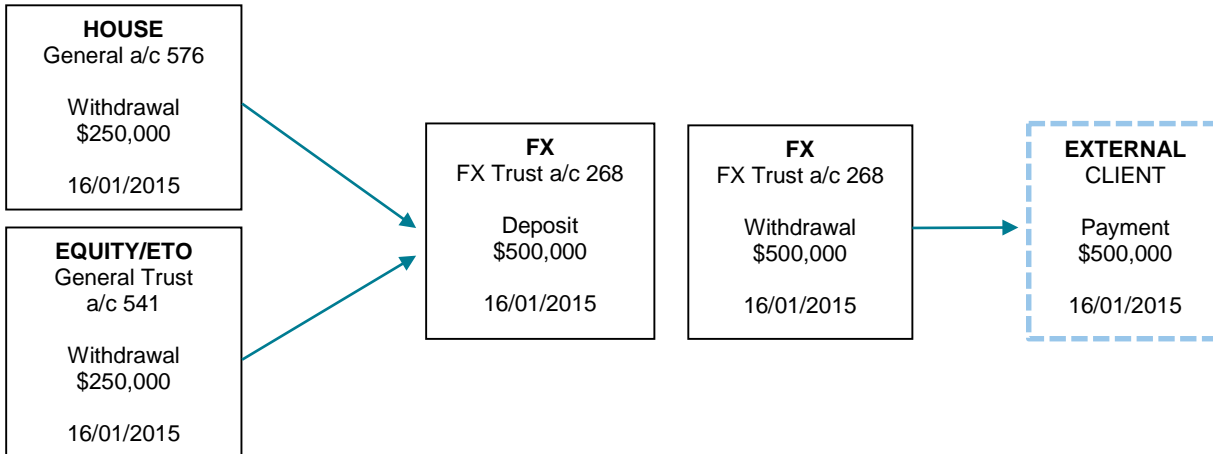 HOUSE
General a/c 576
Withdrawal
$250,000
16/01/2015
EQUITY/ETO
General Trust
a/c 541
Withdrawal
$250,000
16/01/2015
FX
FX Trust a/c 268
Deposit
$500,000
16/01/2015
FX
FX Trust a/c 268
Withdrawal
$500,000
16/01/2015
EXTERNAL
CLIENT
Payment
$500,000
16/01/2015